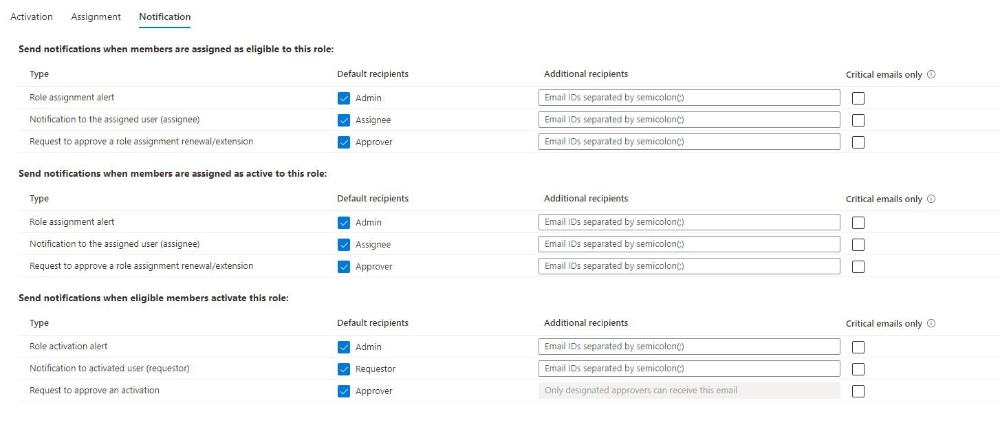 Activation Assignment Notification
Send notifications when members are assigned as eligible to this role:
Type Default recipients Additional recipients Critical emails only
Role assignment alert Admin Email IDs separated by semicolon(;)
Notification to the assigned user (assignee) Assignee Email IDs separated by semicolon(;)
Request to approve a role assignment renewal/extension Approver Email IDs separated by semicolon(;)
Send notifications when members are assigned as active to this role:
Type Default recipients Additional recipients Critical emails only
Role assignment alert Admin Email IDs separated by semicolon(;)
Notification to the assigned user (assignee) Assignee Email IDs separated by semicolon(;)
Request to approve a role assignment renewal/extension Approver Email IDs separated by semicolon(;)
Send notifications when eligible members activate this role:
Type Default recipients Additional recipients Critical emails only
Role activation alert Admin Email IDs separated by semicolon(;)
Notification to activated user (requestor) Requestor Email IDs separated by semicolon(;)
Request to approve an activation Approver Only designated approvers can receive this email